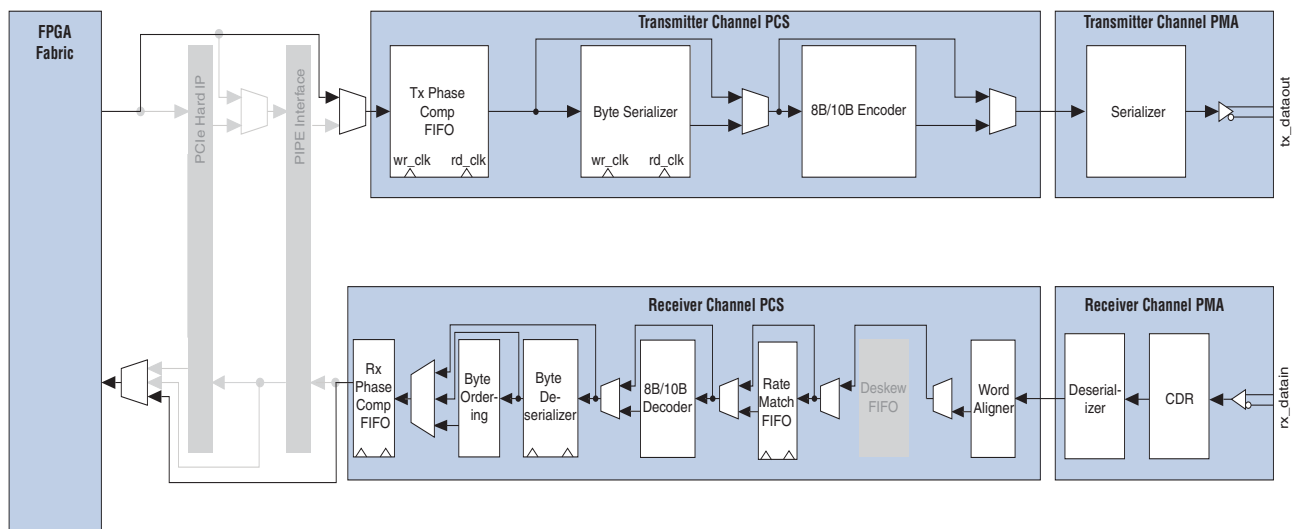 FPGA
Fabric
PCIe Hard IP
PIPE Interface
Transmitter Channel PCS
Tx Phase
Comp
FIFO
wr_clk
rd_clk
Byte Serializer
wr_clk
rd_clk
8B/10B Encoder
Transmitter Channel PMA
Serializer
tx_dataout
Receiver Channel PCS
Rx
Phase
Comp
FIFO
Byte
Order-
ing
Byte
De-
serializer
8B/10B
Decoder
Rate
Match
FIFO
Deskew
FIFO
Word
Aligner
Receiver Channel PMA
Deserial-
izer
CDR
rx_datain